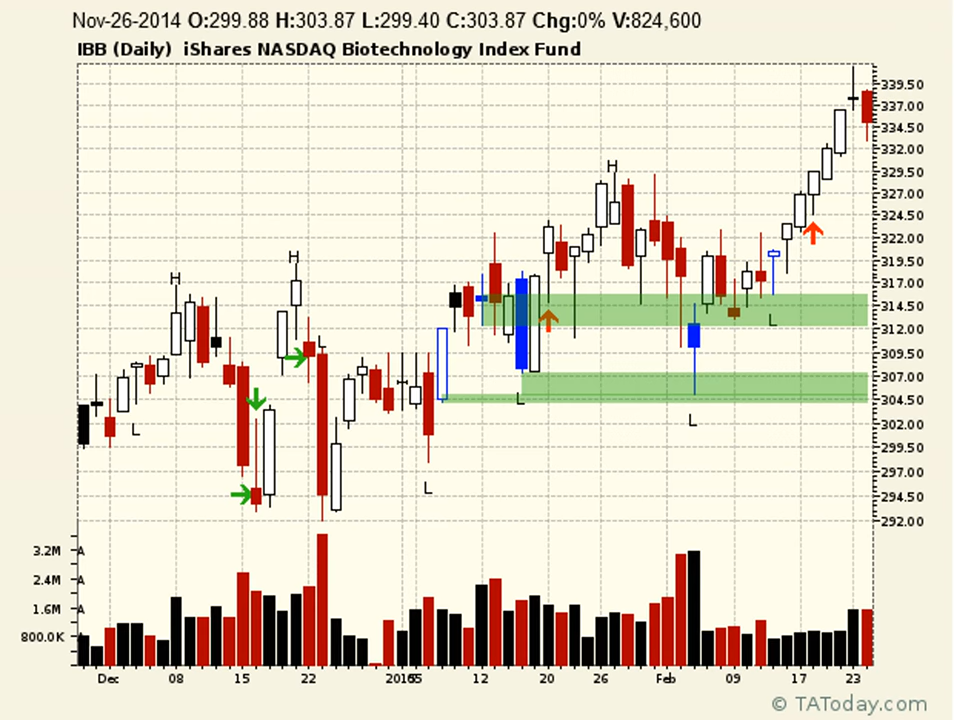 Nov-26-2014 O:299.88 H:303.87 L:299.40 C:303.87 Chg:0% V:824,600
IBB (Daily) iShares NASDAQ Biotechnology Index Fund
339.50
337.00
334.50
332.00
329.50
H
327.00
324.50
322.00
H
319.50
H
317.00
314.50
L
312.00
309.50
307.00
L
304.50
L
302.00
L
299.50
297.00
L
294.50
292.00
3.2M A
2.4M A
1.6M A
800.0K A
Dec 08 15 22 2015 12 20 26 Feb 09 17 23
© TAToday.com